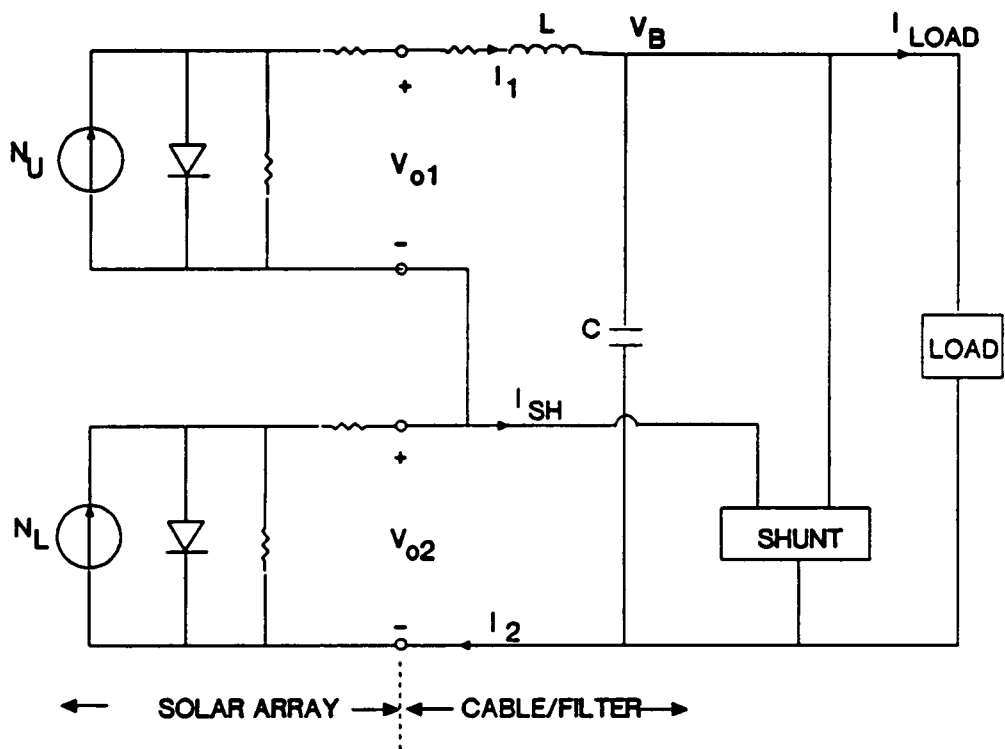 L
V_B
I_LOAD
+
I_1
N_U
V_o1
-
C
LOAD
I_SH
+
N_L
V_o2
SHUNT
-
I_2
SOLAR ARRAY
CABLE/FILTER